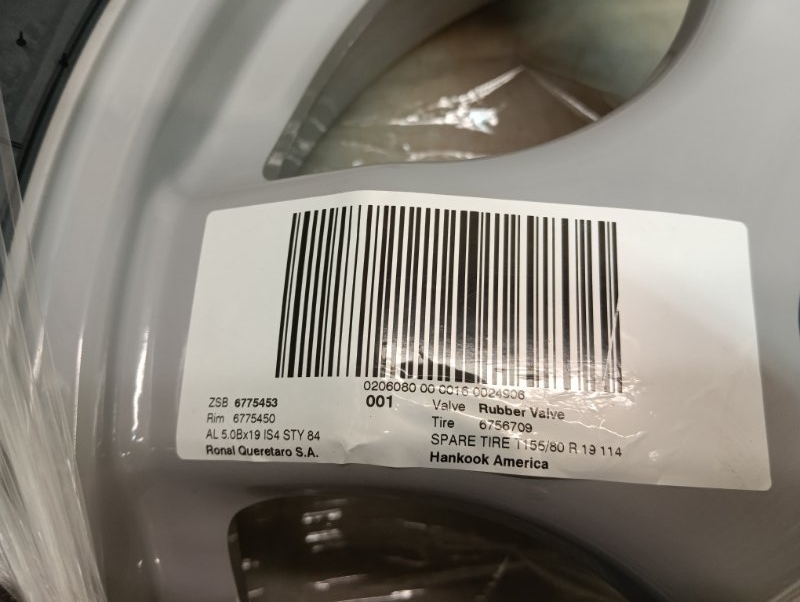 0206080 00 0016 0024906
ZSB 6775453
001
Valve Rubber Valve
Rim 6775450
Tire 6756709
AL 5.0Bx19 IS4 STY 84
SPARE TIRE T155/80 R 19 114
Ronal Queretaro S.A.
Hankook America